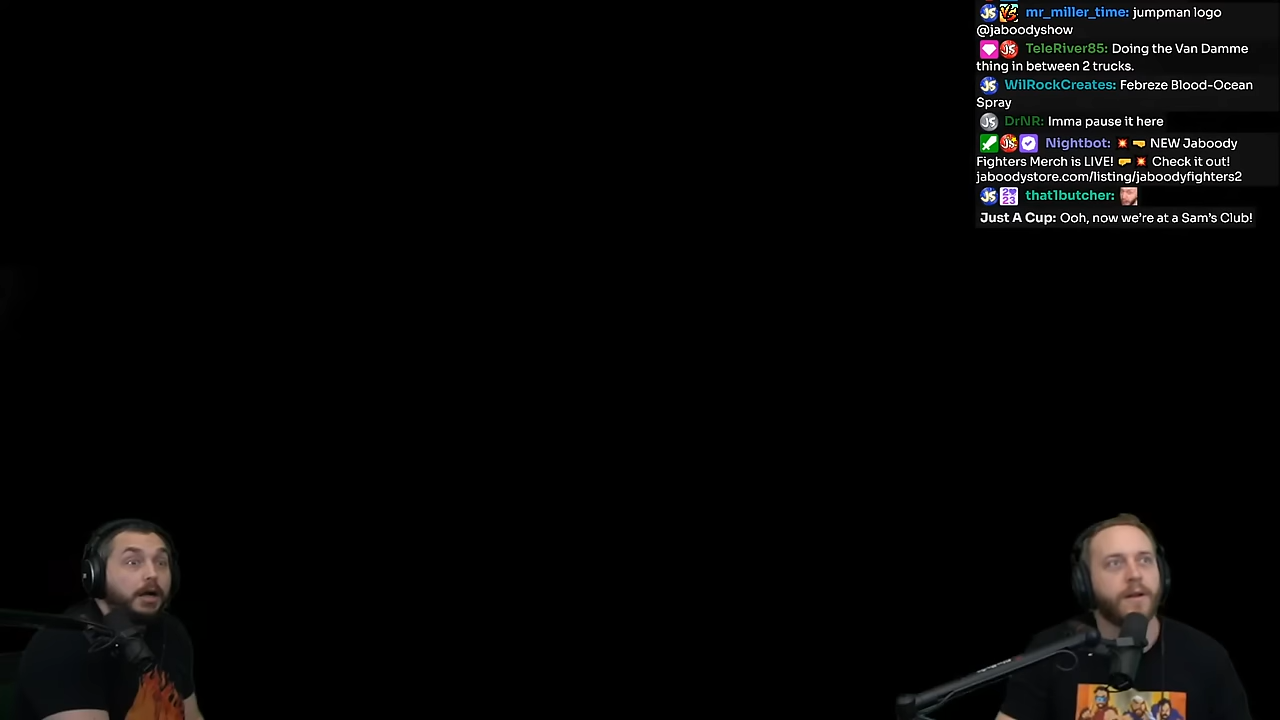 mr_miller_time: jumpman logo
@jaboodyshow
TeleRiver85: Doing the Van Damme
thing in between 2 trucks.
WilRockCreates: Febreze Blood-Ocean
Spray
DrNR: Imma pause it here
Nightbot: 💥 🤜 NEW Jaboody
Fighters Merch is LIVE! 🤛 💥 Check it out!
jaboodystore.com/listing/jaboodyfighters2
that1butcher:
Just A Cup: Ooh, now we're at a Sam's Club!